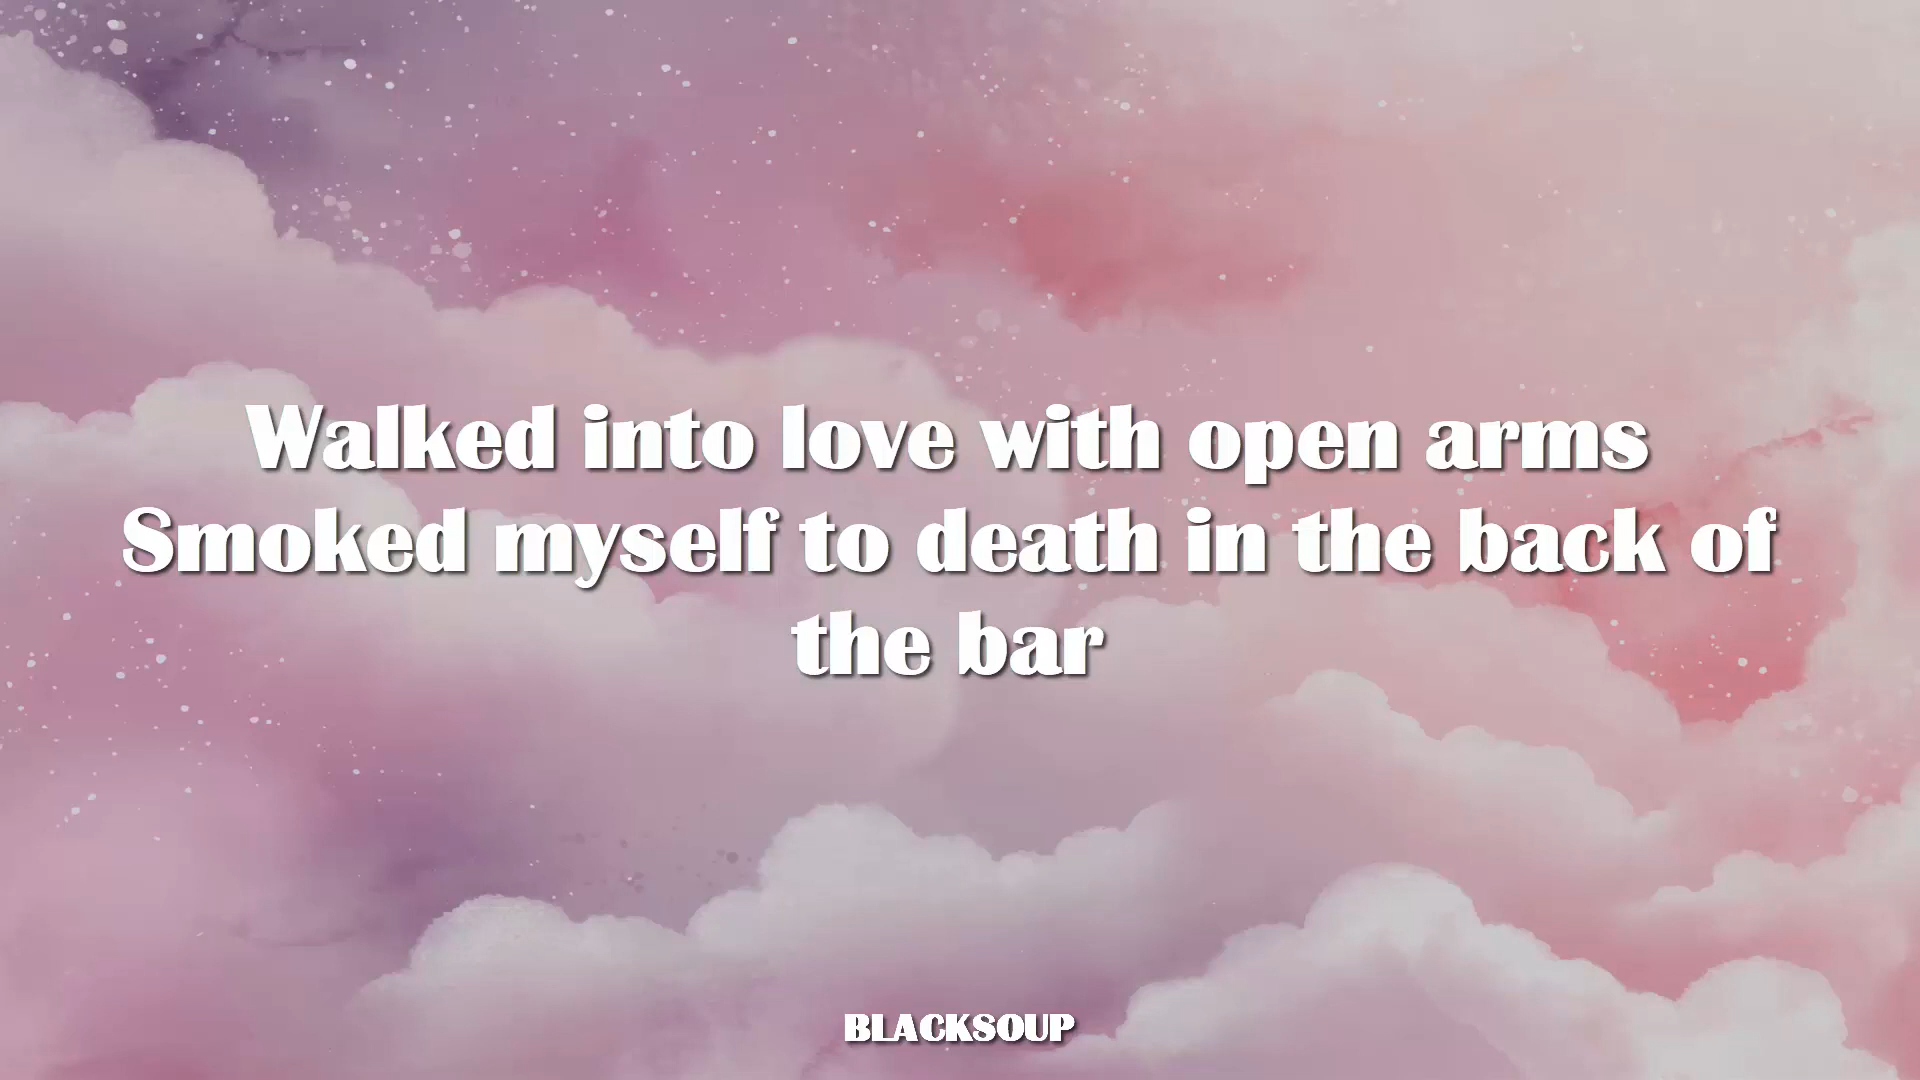 Walked into love with open arms
Smoked myself to death in the back of
the bar
BLACKSOUP